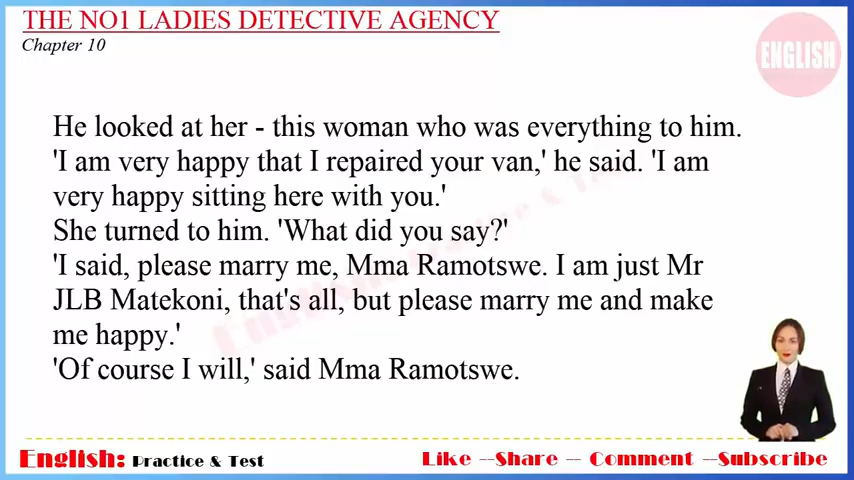 THE NO1 LADIES DETECTIVE AGENCY
Chapter 10
ENGLISH
He looked at her - this woman who was everything to him.
'I am very happy that I repaired your van,' he said. 'I am
very happy sitting here with you.'
She turned to him. 'What did you say?'
'I said, please marry me, Mma Ramotswe. I am just Mr
JLB Matekoni, that's all, but please marry me and make
me happy.'
'Of course I will,' said Mma Ramotswe.
English: Practice & Test
English: Practice & Test
Like --Share -- Comment --Subscribe